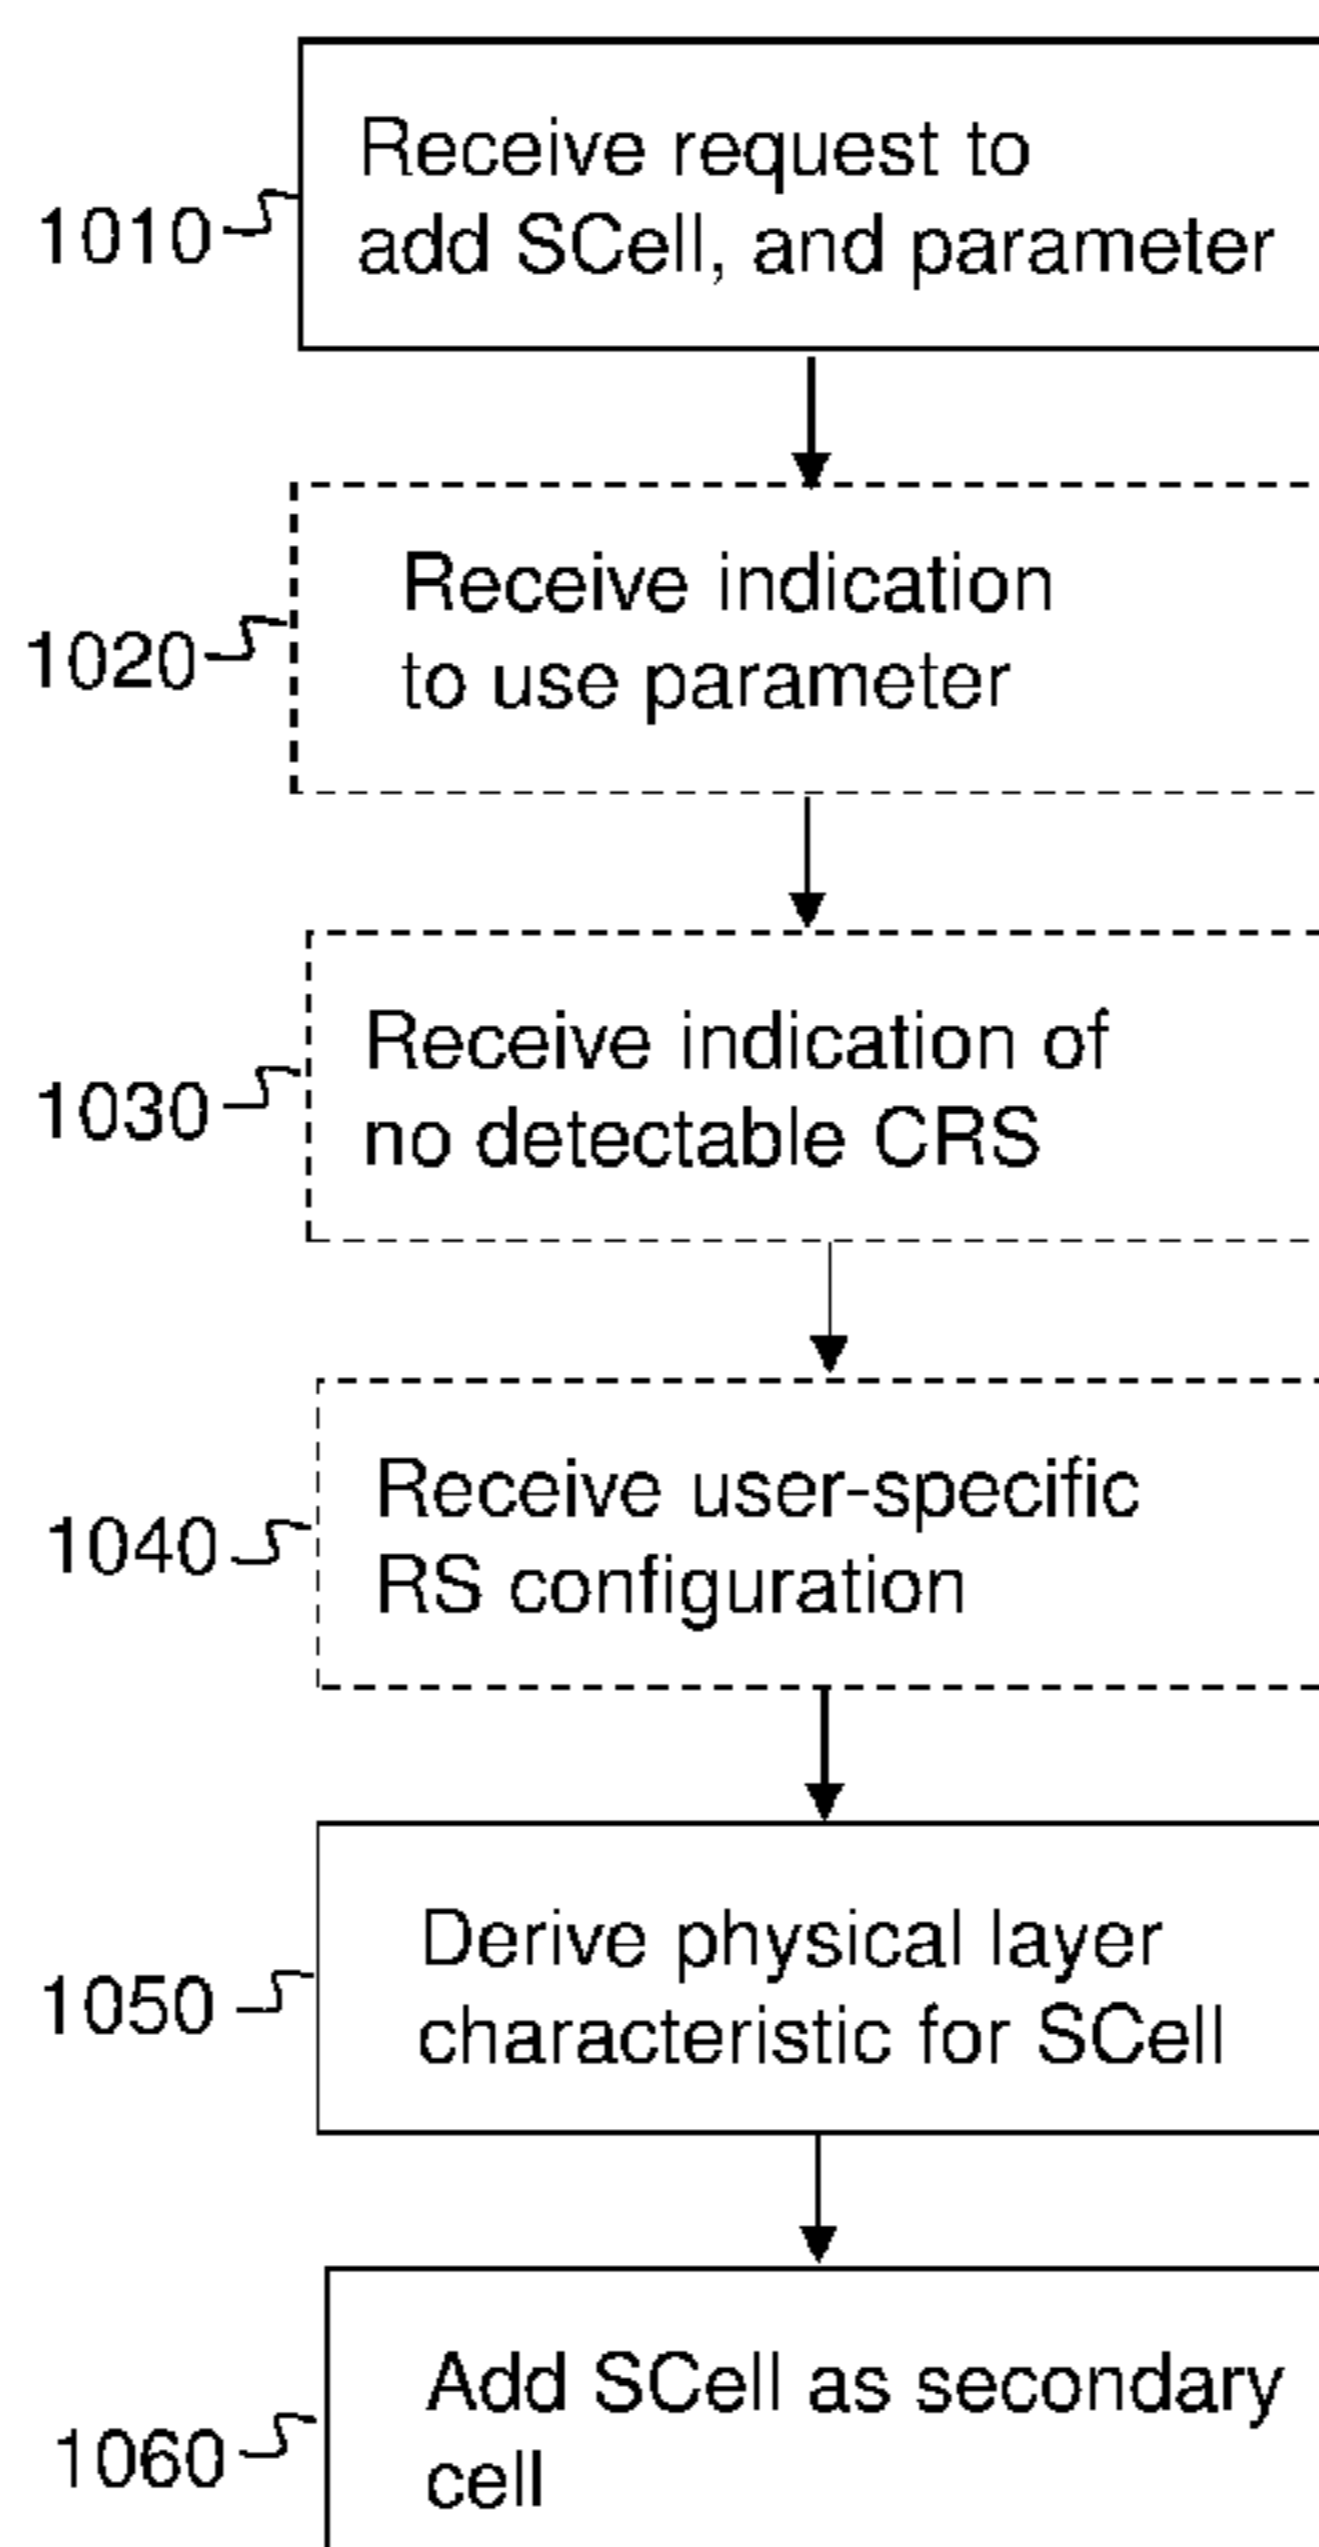 Receive request to
add SCell, and parameter
1010
Receive indication
to use parameter
1020
Receive indication of
no detectable CRS
1030
Receive user-specific
RS configuration
1040
Derive physical layer
characteristic for SCell
1050
Add SCell as secondary
cell
1060